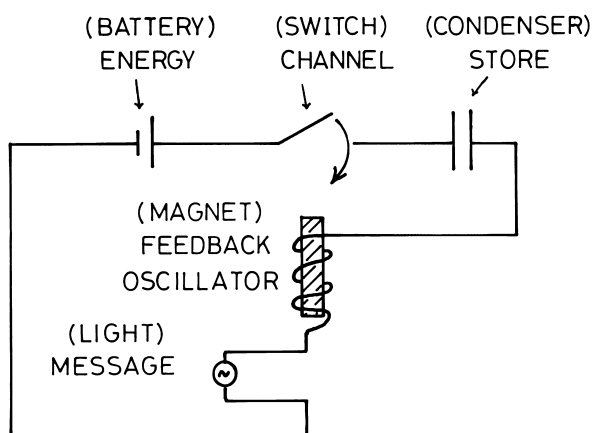 (BATTERY)
ENERGY
(SWITCH)
CHANNEL
(CONDENSER)
STORE
(MAGNET)
FEEDBACK
OSCILLATOR
(LIGHT)
MESSAGE